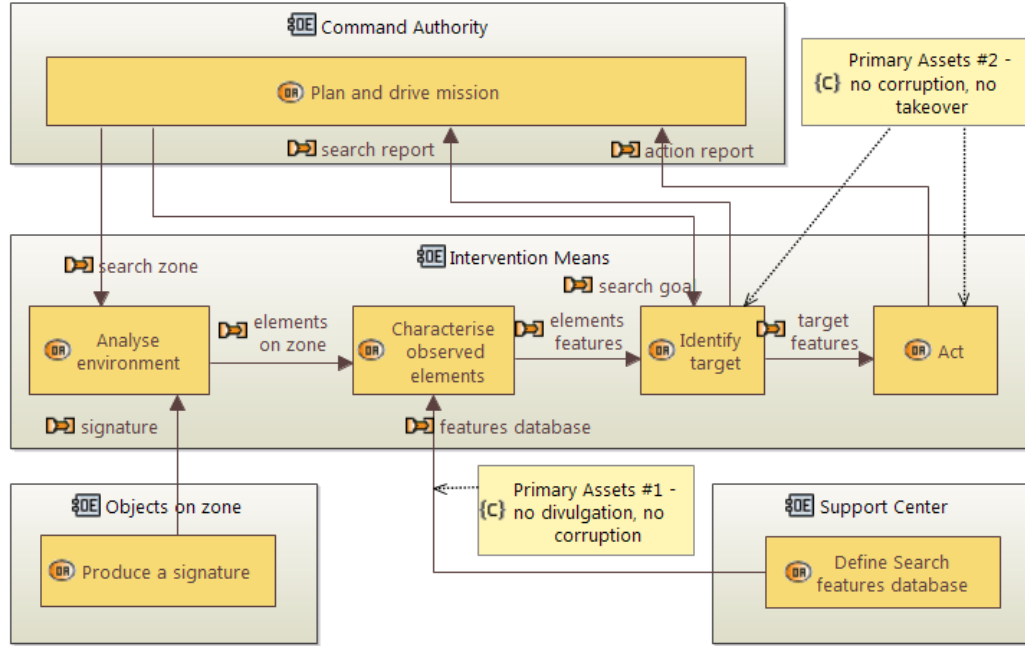 OE Command Authority
OA Plan and drive mission
{C} Primary Assets #2 -
no corruption, no
takeover
search report
action report
OE Intervention Means
search zone
search goal
OA Analyse
environment
elements
on zone
OA Characterise
observed
elements
elements
features
OA Identify
target
target
features
OA Act
signature
features database
OE Objects on zone
OA Produce a signature
{C} Primary Assets #1 -
no divulgation, no
corruption
OE Support Center
OA Define Search
features database